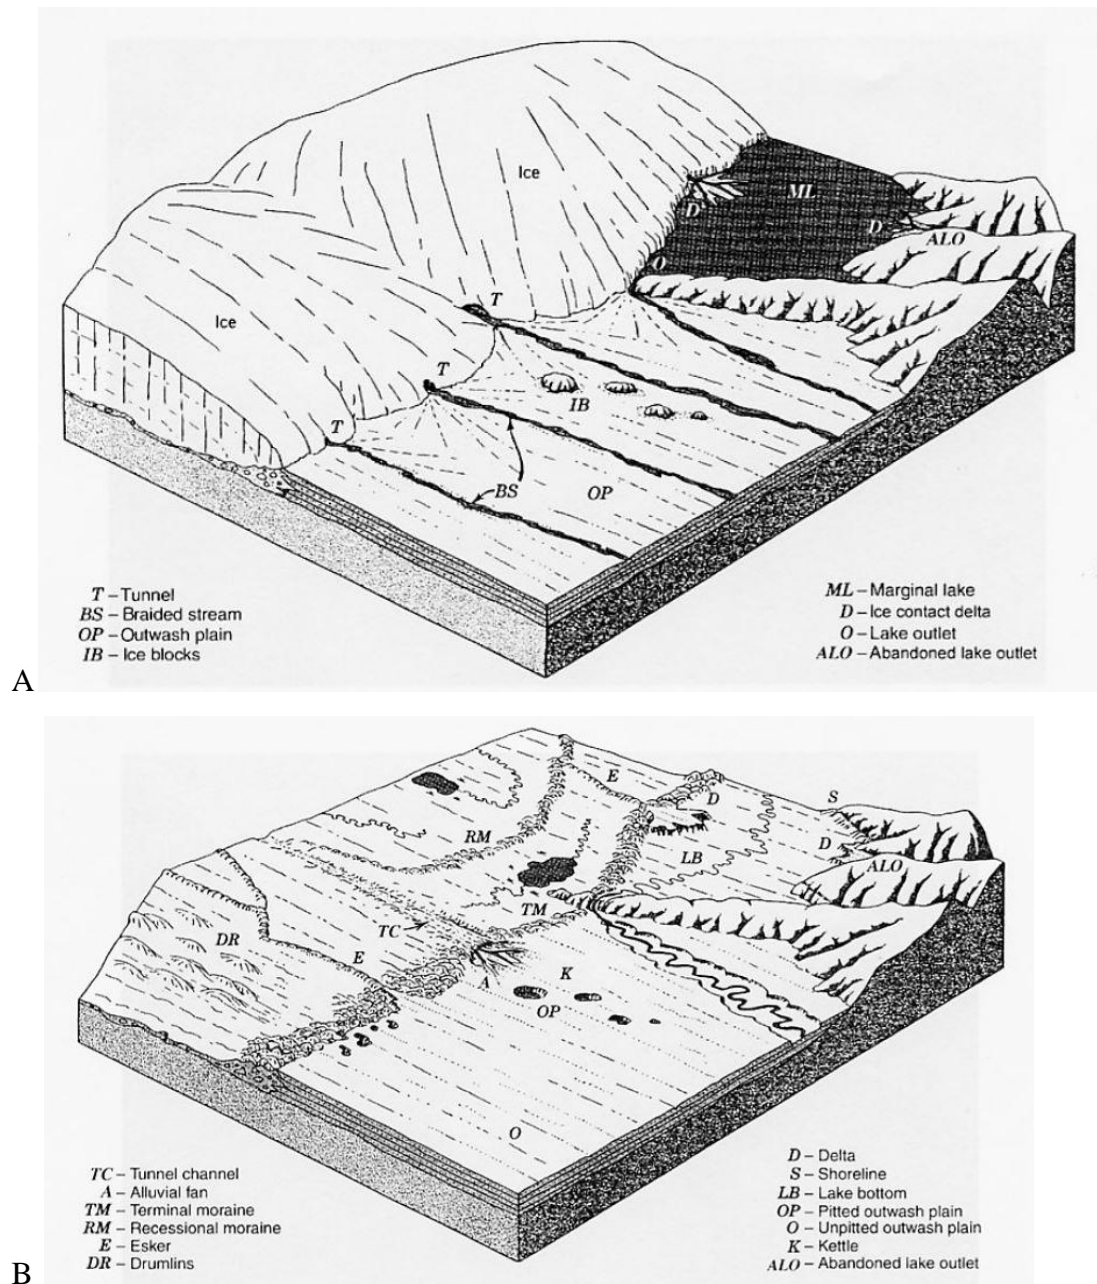 Ice
ML
D
D
ALO
O
Ice
T
T
IB
T
BS
OP
T – Tunnel
BS – Braided stream
OP – Outwash plain
IB – Ice blocks
ML – Marginal lake
D – Ice contact delta
O – Lake outlet
ALO – Abandoned lake outlet
A
E
D
S
RM
LB
D
ALO
TM
TC
DR
E
A
K
OP
O
TC – Tunnel channel
A – Alluvial fan
TM – Terminal moraine
RM – Recessional moraine
E – Esker
DR – Drumlins
D – Delta
S – Shoreline
LB – Lake bottom
OP – Pitted outwash plain
O – Unpitted outwash plain
K – Kettle
ALO – Abandoned lake outlet
B